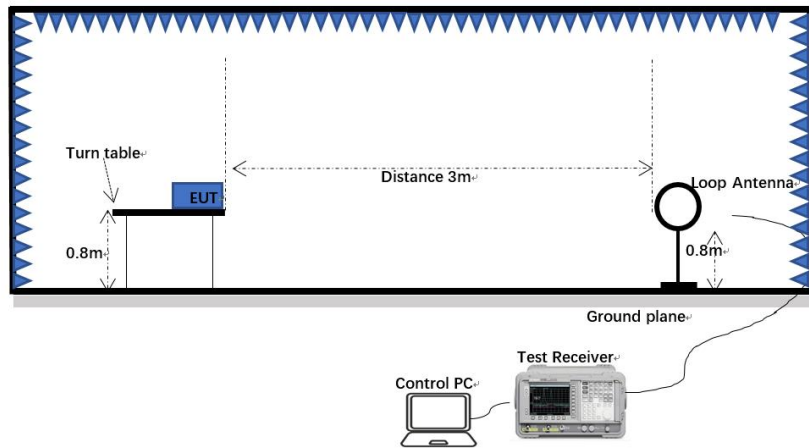 Turn table
EUT
Distance 3m
Loop Antenna
0.8m
0.8m
Ground plane
Test Receiver
Control PC